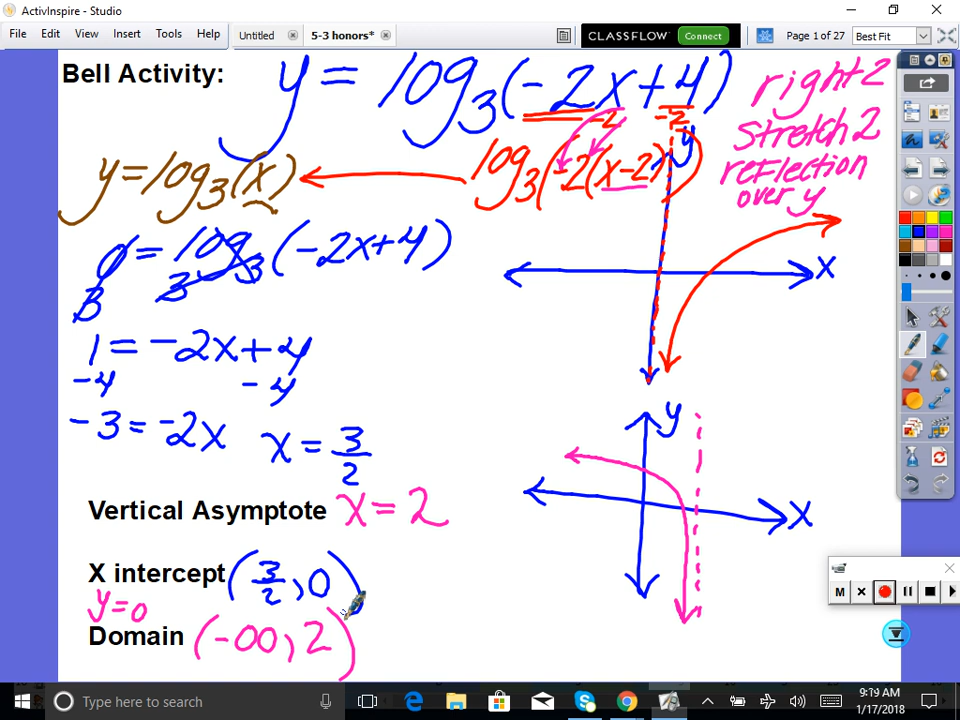 ActivInspire - Studio
File Edit View Insert Tools Help Untitled 5-3 honors* CLASSFLOW Connect Page 1 of 27 Best Fit
Bell Activity: y = log₃(-2x+4)
-2 -2
right 2
stretch 2
reflection
over y
y=log₃(x) log₃(-2(x-2))
y
x
0 = log₃(-2x+4)
3 3
1 = -2x+4
-4 -4
-3 = -2x x = 3/2
y
x
Vertical Asymptote x = 2
X intercept (3/2, 0)
y=0
Domain (-∞, 2)
M
Type here to search
9:19 AM
1/17/2018